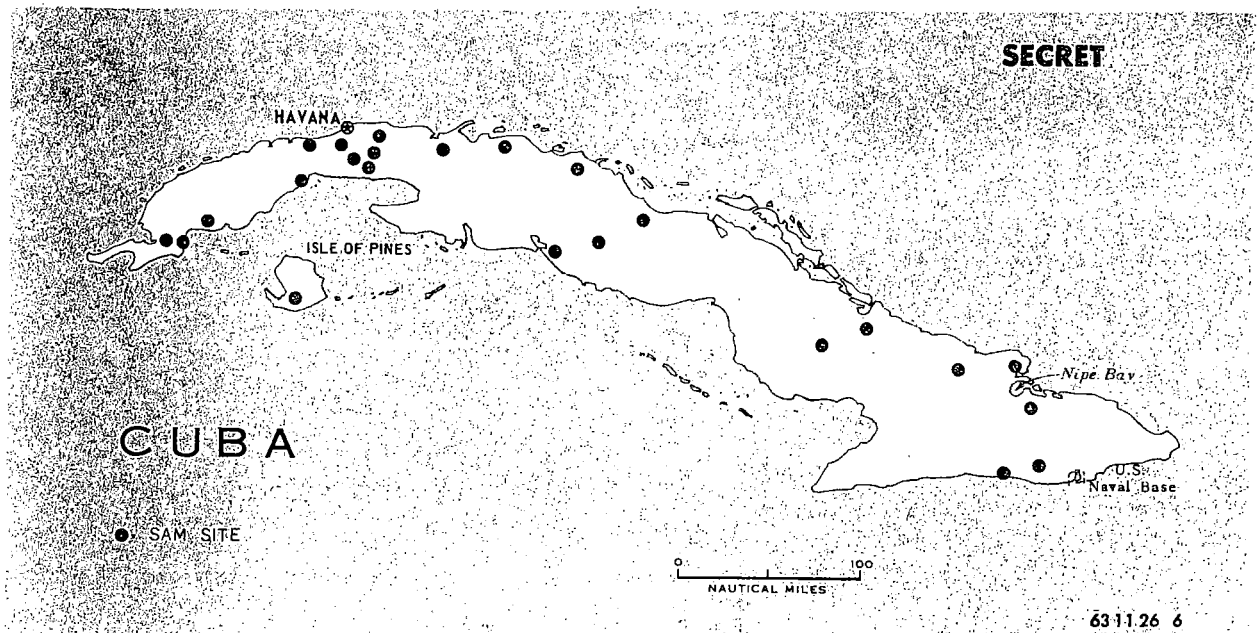 SECRET
HAVANA
ISLE OF PINES
Nipe Bay
CUBA
U.S.
Naval Base
SAM SITE
0 100
NAUTICAL MILES
63 11.26 6